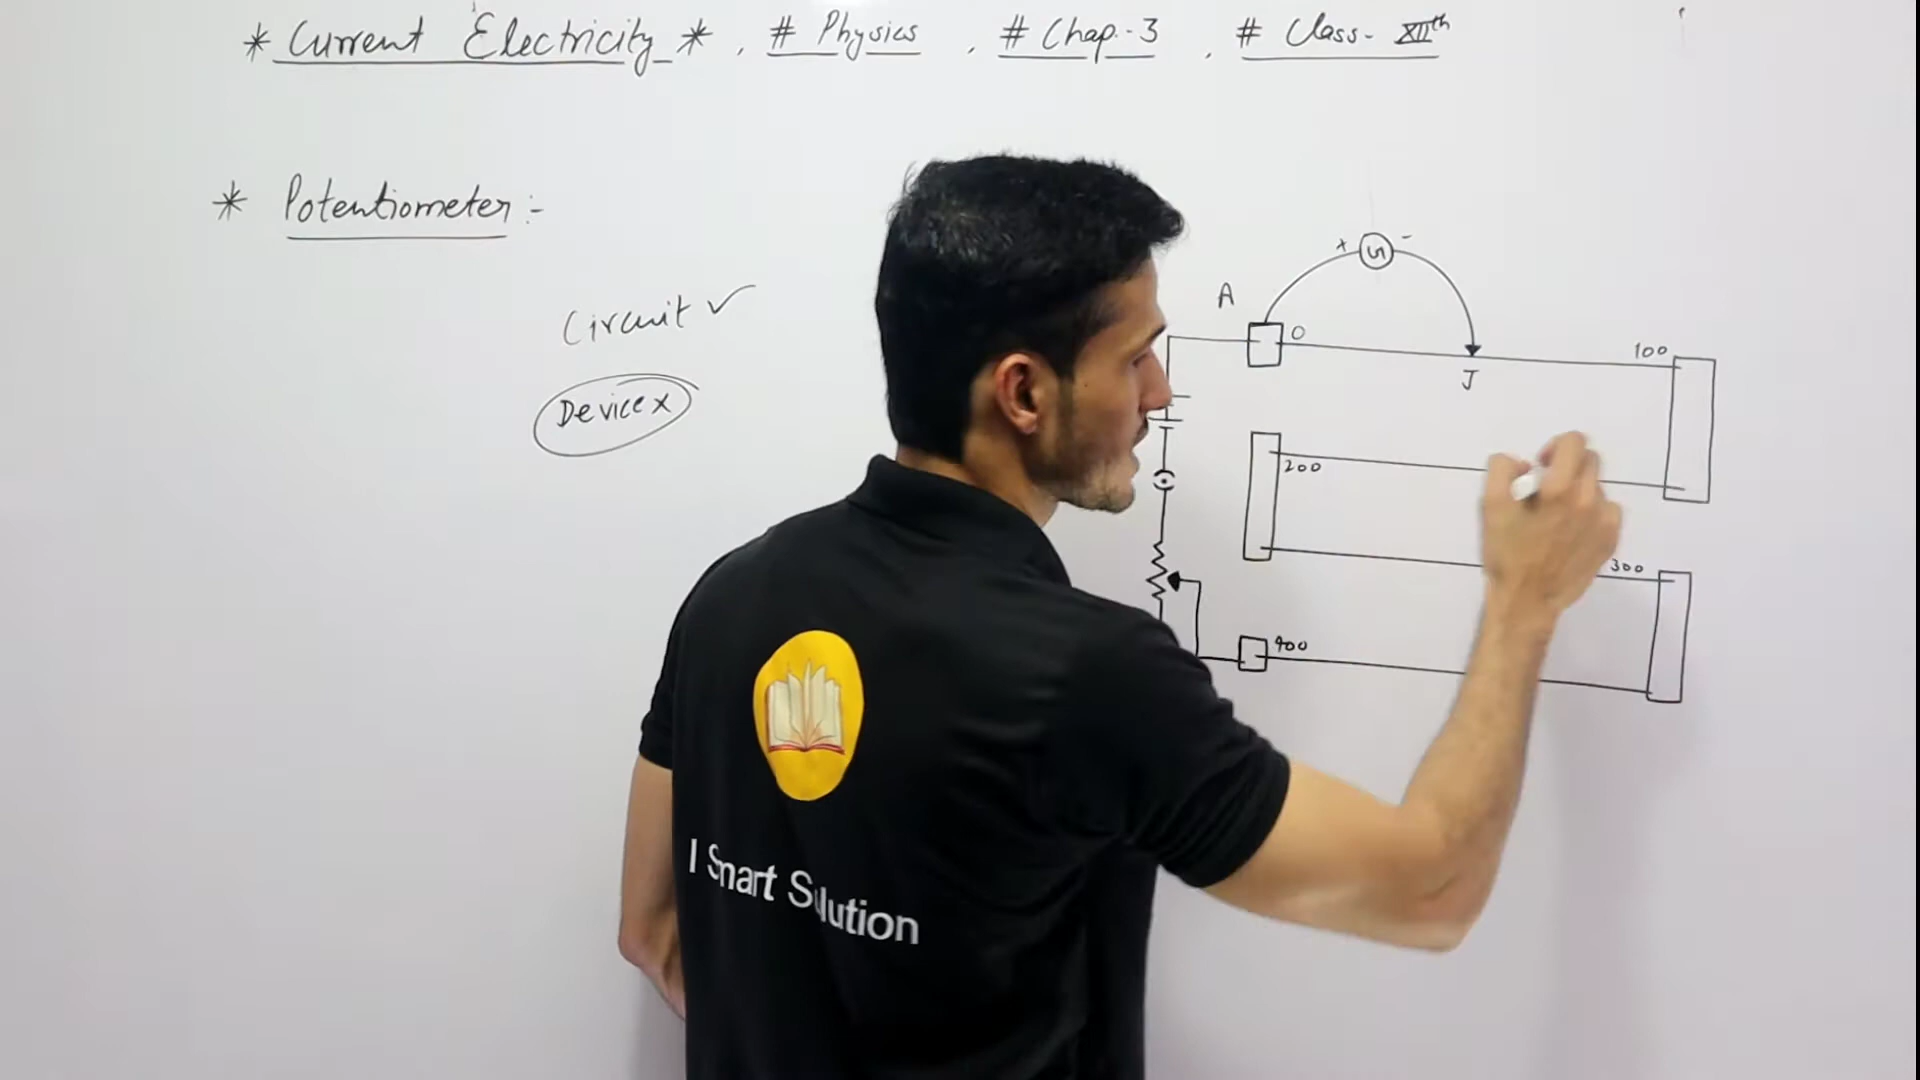 * Current Electricity *, # Physics, # Chap.-3, # Class- XIIth
* Potentiometer :-
Circuit ✓
Device x
+ G -
A
0
100
J
200
300
400
I Smart Solution